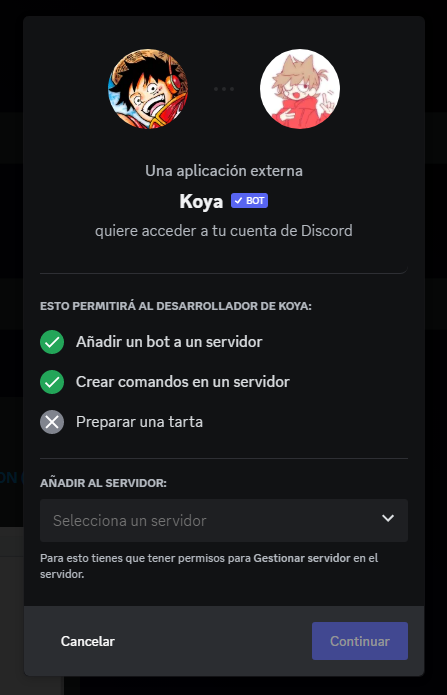 Una aplicación externa
Koya ✓ BOT
quiere acceder a tu cuenta de Discord
ESTO PERMITIRÁ AL DESARROLLADOR DE KOYA:
Añadir un bot a un servidor
Crear comandos en un servidor
Preparar una tarta
AÑADIR AL SERVIDOR:
Selecciona un servidor
Para esto tienes que tener permisos para Gestionar servidor en el
servidor.
Cancelar
Continuar